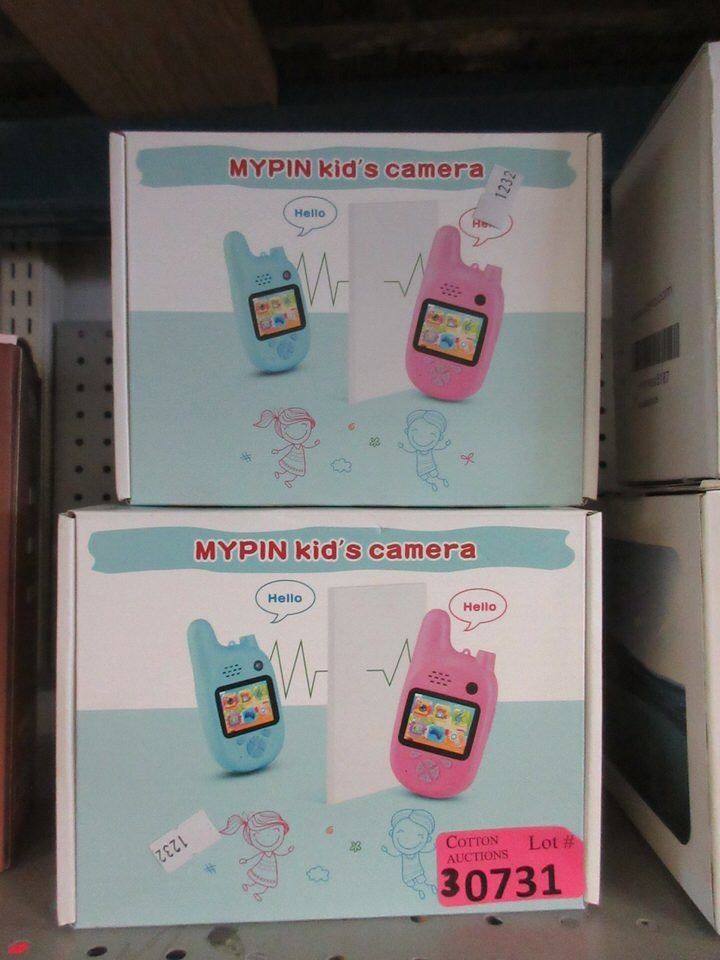 MYPIN kid's camera
1232
Hello
MYPIN kid's camera
Hello
Hello
1232
COTTON
AUCTIONS
Lot #
30731